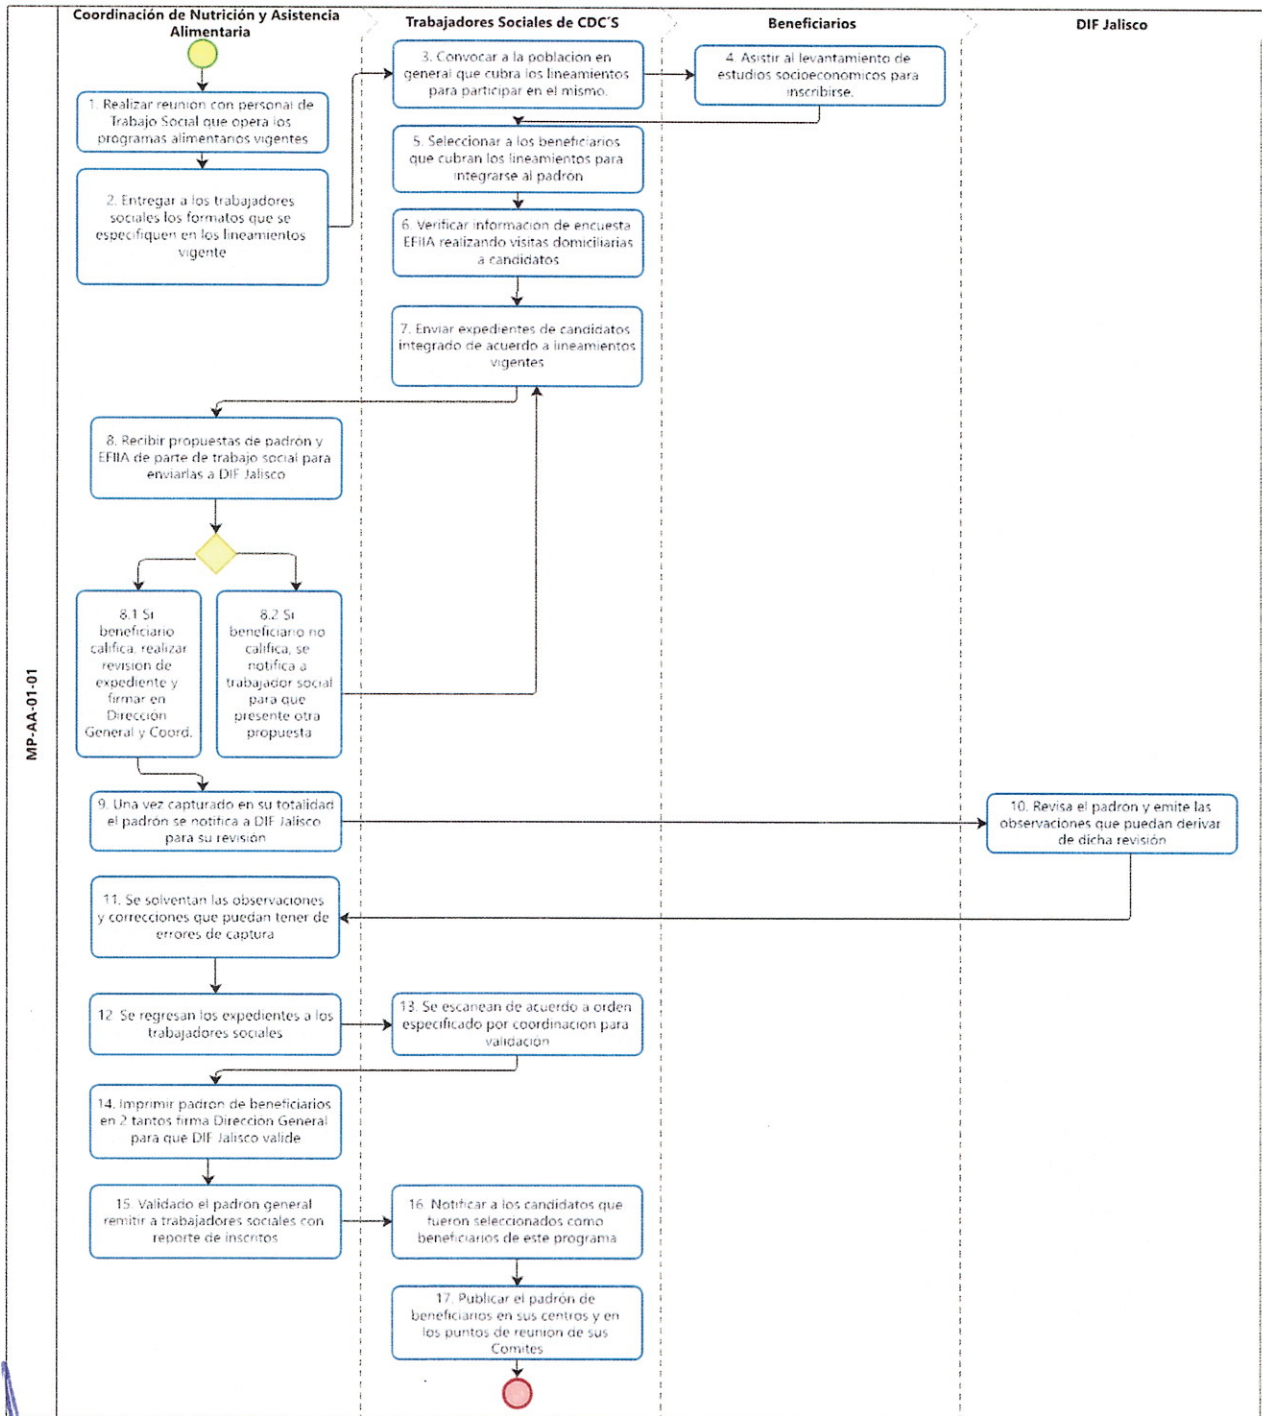 Coordinación de Nutrición y Asistencia
Alimentaria
Trabajadores Sociales de CDC´S
Beneficiarios
DIF Jalisco
MP-AA-01-01
1. Realizar reunion con personal de
Trabajo Social que opera los
programas alimentarios vigentes
2. Entregar a los trabajadores
sociales los formatos que se
especifiquen en los lineamientos
vigente
3. Convocar a la poblacion en
general que cubra los lineamientos
para participar en el mismo.
4. Asistir al levantamiento de
estudios socioeconomicos para
inscribirse.
5. Seleccionar a los beneficiarios
que cubran los lineamientos para
integrarse al padrón
6. Verificar informacion de encuesta
EFIIA realizando visitas domiciliarias
a candidatos
7. Enviar expedientes de candidatos
integrado de acuerdo a lineamientos
vigentes
8. Recibir propuestas de padrón y
EFIIA de parte de trabajo social para
enviarlas a DIF Jalisco
8.1 Si
beneficiario
califica, realizar
revision de
expediente y
firmar en
Dirección
General y Coord.
8.2 Si
beneficiario no
califica, se
notifica a
trabajador social
para que
presente otra
propuesta
9. Una vez capturado en su totalidad
el padrón se notifica a DIF Jalisco
para su revisión
10. Revisa el padron y emite las
observaciones que puedan derivar
de dicha revisión
11. Se solventan las observaciones
y correcciones que puedan tener de
errores de captura
12. Se regresan los expedientes a los
trabajadores sociales
13. Se escanean de acuerdo a orden
especificado por coordinacion para
validación
14. Imprimir padron de beneficiarios
en 2 tantos firma Direccion General
para que DIF Jalisco valide
15. Validado el padron general
remitir a trabajadores sociales con
reporte de inscritos
16. Notificar a los candidatos que
fueron seleccionados como
beneficiarios de este programa
17. Publicar el padrón de
beneficiarios en sus centros y en
los puntos de reunion de sus
Comites